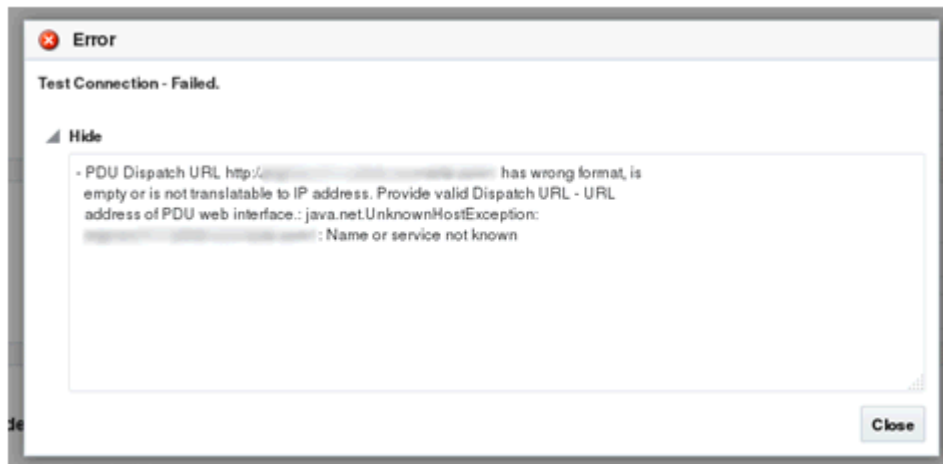 Error
Test Connection - Failed.
Hide
- PDU Dispatch URL http:/ has wrong format, is
empty or is not translatable to IP address. Provide valid Dispatch URL - URL
address of PDU web interface.: java.net.UnknownHostException:
: Name or service not known
de
Close